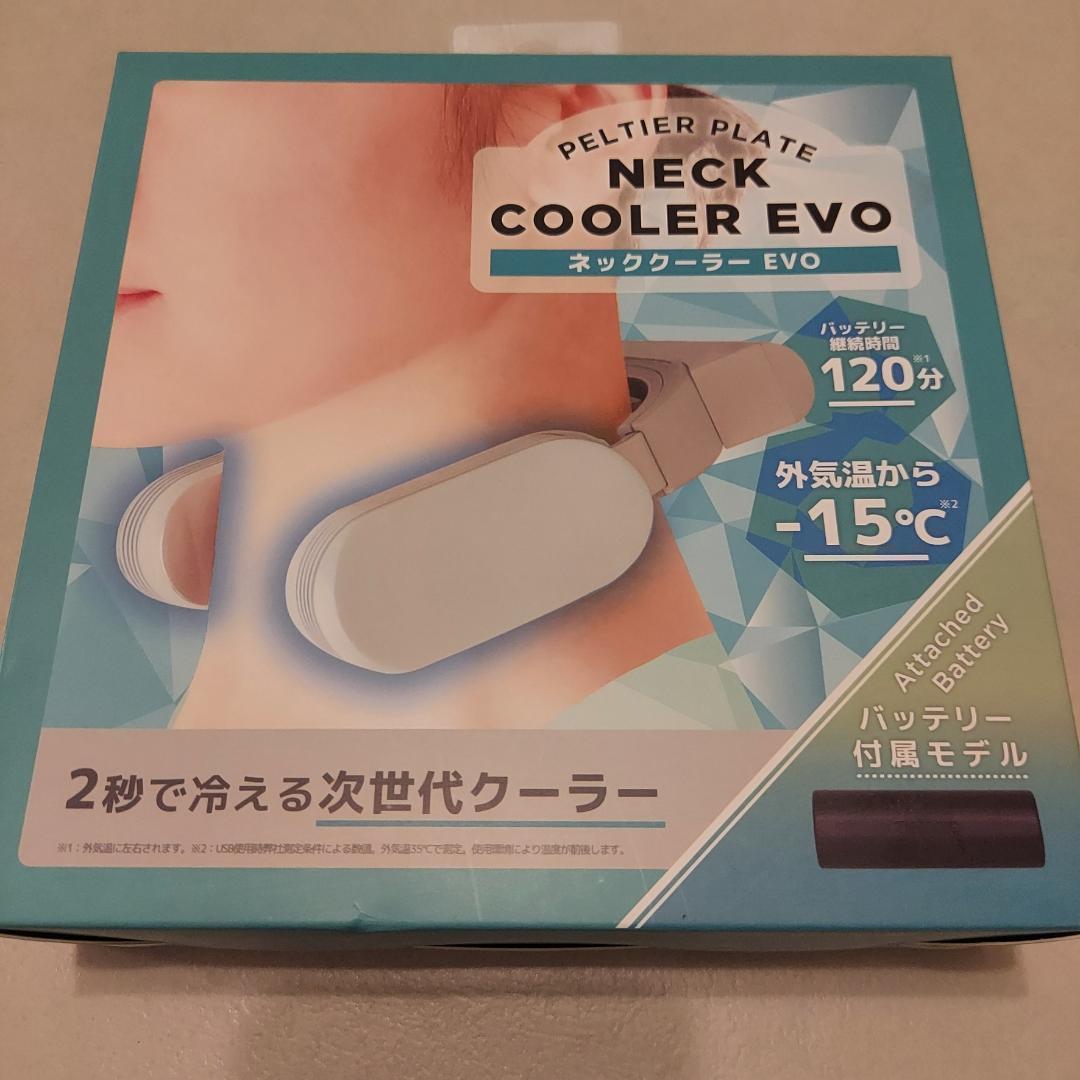 PELTIER PLATE
NECK
COOLER EVO
ネッククーラー EVO
バッテリー
継続時間
120分※1
外気温から
-15℃※2
Attached
Battery
バッテリー
付属モデル
2秒で冷える次世代クーラー
※1：外気温に左右されます。※2：USB使用時弊社測定条件による数値。外気温35℃で測定。使用環境により温度が前後します。